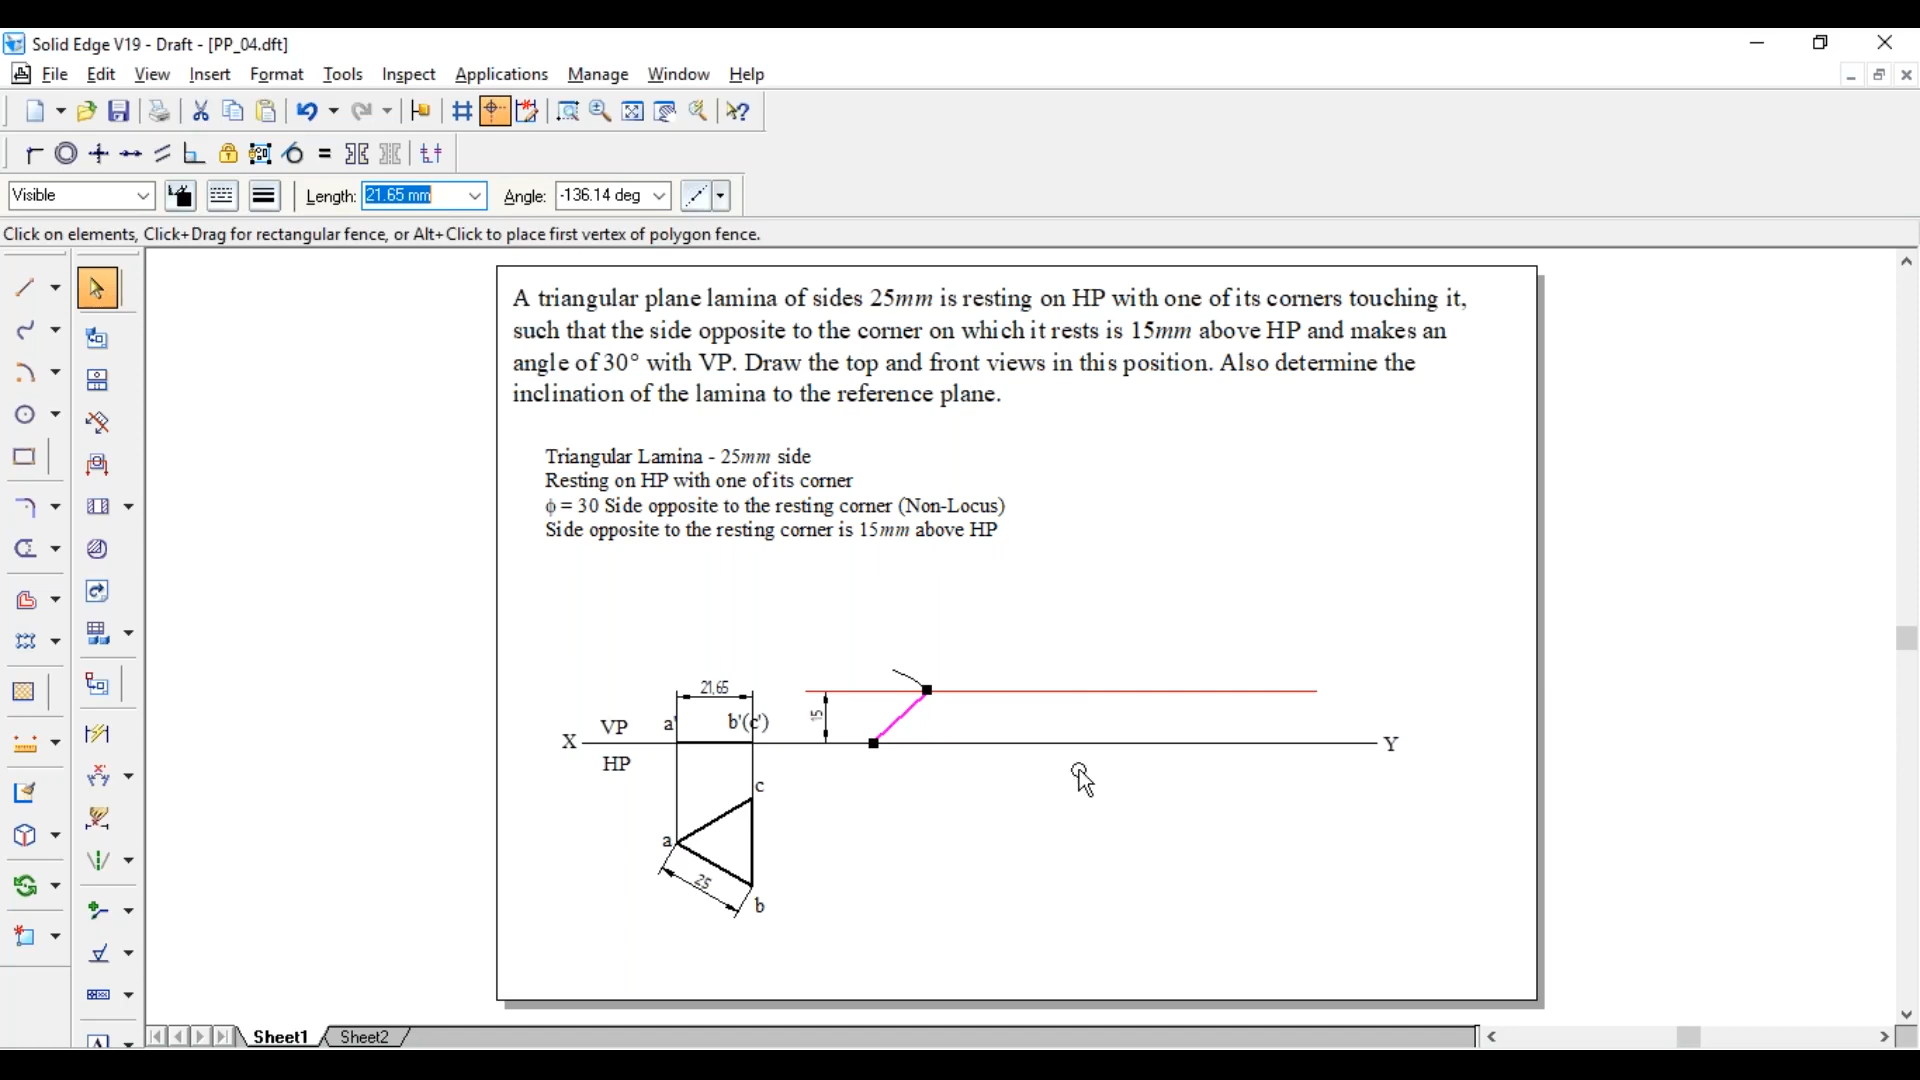 Solid Edge V19 - Draft - [PP_04.dft]
File Edit View Insert Format Tools Inspect Applications Manage Window Help
Visible Length: 21.65 mm Angle: -136.14 deg
Click on elements, Click+Drag for rectangular fence, or Alt+Click to place first vertex of polygon fence.
A triangular plane lamina of sides 25mm is resting on HP with one of its corners touching it,
such that the side opposite to the corner on which it rests is 15mm above HP and makes an
angle of 30° with VP. Draw the top and front views in this position. Also determine the
inclination of the lamina to the reference plane.
Triangular Lamina - 25mm side
Resting on HP with one of its corner
ϕ = 30 Side opposite to the resting corner (Non-Locus)
Side opposite to the resting corner is 15mm above HP
21,65
VP a' b'(c') 15
X Y
HP
c
a
25
b
Sheet1 Sheet2